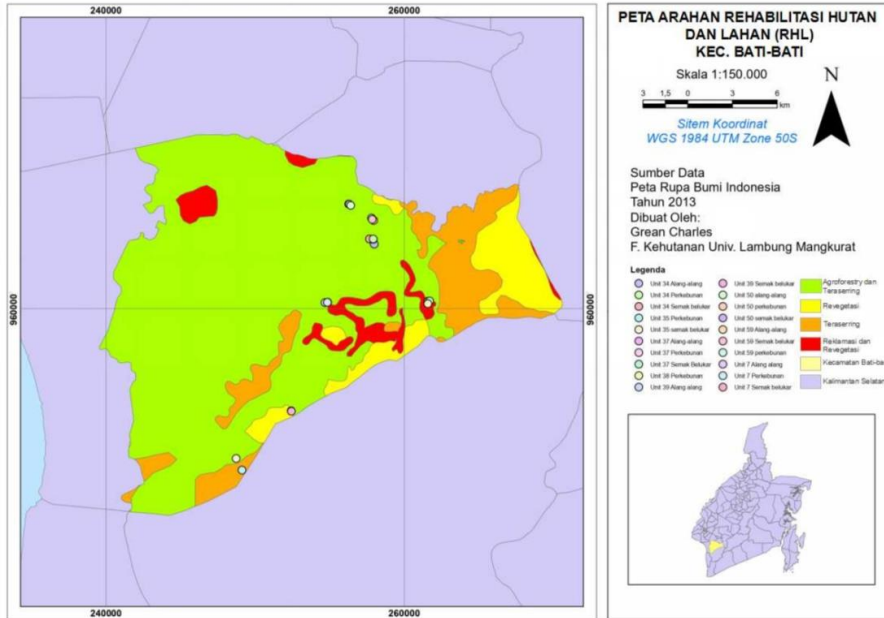 240000
260000
960000
960000
240000
260000
PETA ARAHAN REHABILITASI HUTAN
DAN LAHAN (RHL)
KEC. BATI-BATI
Skala 1:150.000
N
3 1,5 0 3 6
km
Sitem Koordinat
WGS 1984 UTM Zone 50S
Sumber Data
Peta Rupa Bumi Indonesia
Tahun 2013
Dibuat Oleh:
Grean Charles
F. Kehutanan Univ. Lambung Mangkurat
Legenda
Unit 34 Alang-alang
Unit 34 Perkebunan
Unit 34 Semak belukar
Unit 35 Perkebunan
Unit 35 semak belukar
Unit 37 Alang-alang
Unit 37 Perkebunan
Unit 37 Semak Belukar
Unit 38 Perkebunan
Unit 39 Alang alang
Unit 39 Semak belukar
Unit 50 alang-alang
Unit 50 perkebunan
Unit 50 semak belukar
Unit 59 Alang-alang
Unit 59 Semak belukar
Unit 59 perkebunan
Unit 7 Alang alang
Unit 7 Perkebunan
Unit 7 Semak belukar
Agroforestry dan
Teraserring
Revegetasi
Teraserring
Reklamasi dan
Revegetasi
Kecamatan Bati-ba
Kalimantan Selatan